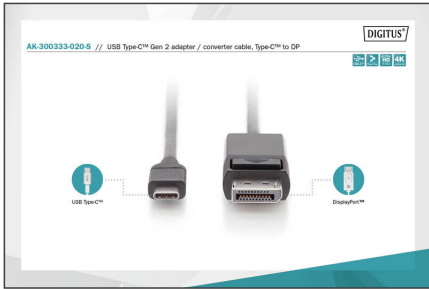 DIGITUS®
AK-300333-020-S // USB Type-C™ Gen 2 adapter / converter cable, Type-C™ to DP
4K
USB Type-C™
DisplayPort™